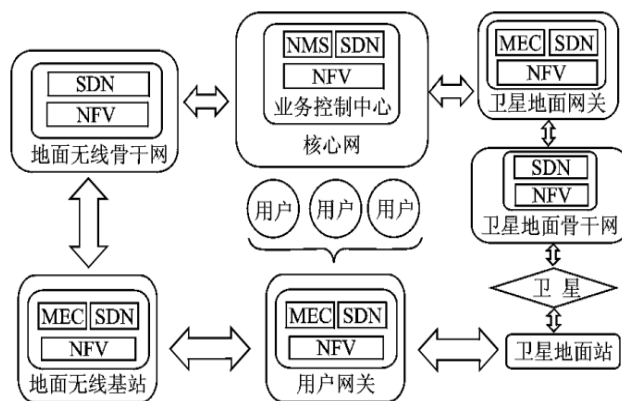 NMS SDN
NFV
业务控制中心
核心网
SDN
NFV
地面无线骨干网
MEC SDN
NFV
卫星地面网关
SDN
NFV
卫星地面骨干网
用户 用户 用户
卫 星
卫星地面站
MEC SDN
NFV
地面无线基站
MEC SDN
NFV
用户网关